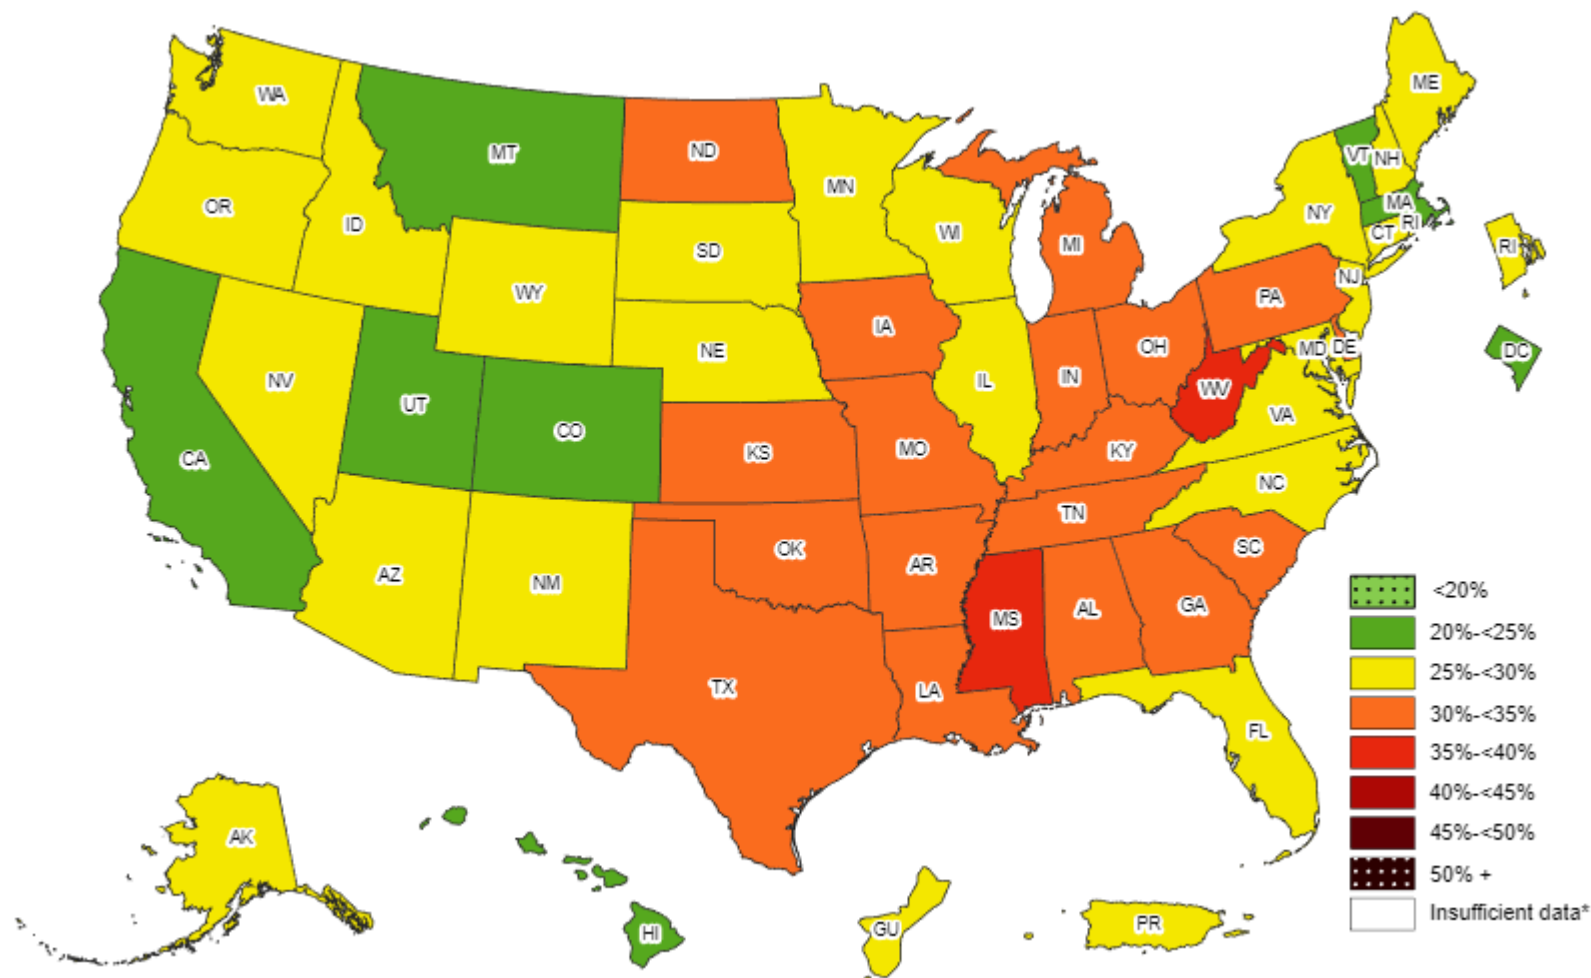 WA
MT
ND
MN
ME
VT
NH
OR
ID
SD
WI
MI
NY
MA
RI
CT
RI
WY
NJ
PA
IA
NE
OH
MD
DE
DC
NV
IL
IN
WV
UT
CO
VA
CA
KS
MO
KY
NC
TN
OK
SC
AZ
NM
AR
GA
MS
AL
TX
LA
FL
AK
HI
GU
PR
<20%
20%-<25%
25%-<30%
30%-<35%
35%-<40%
40%-<45%
45%-<50%
50% +
Insufficient data*